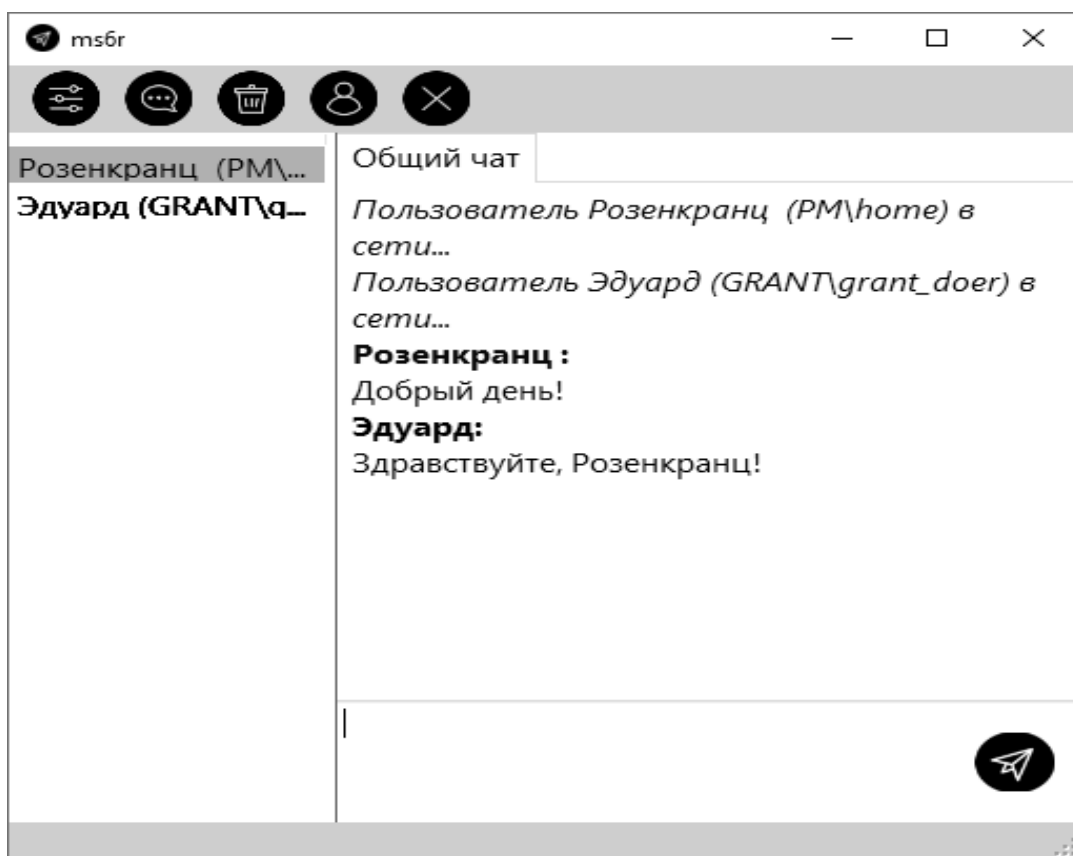 ms6r
Розенкранц  (PM\...
Эдуард (GRANT\q...
Общий чат
Пользователь Розенкранц  (PM\home) в
сети...
Пользователь Эдуард (GRANT\grant_doer) в
сети...
Розенкранц :
Добрый день!
Эдуард:
Здравствуйте, Розенкранц!